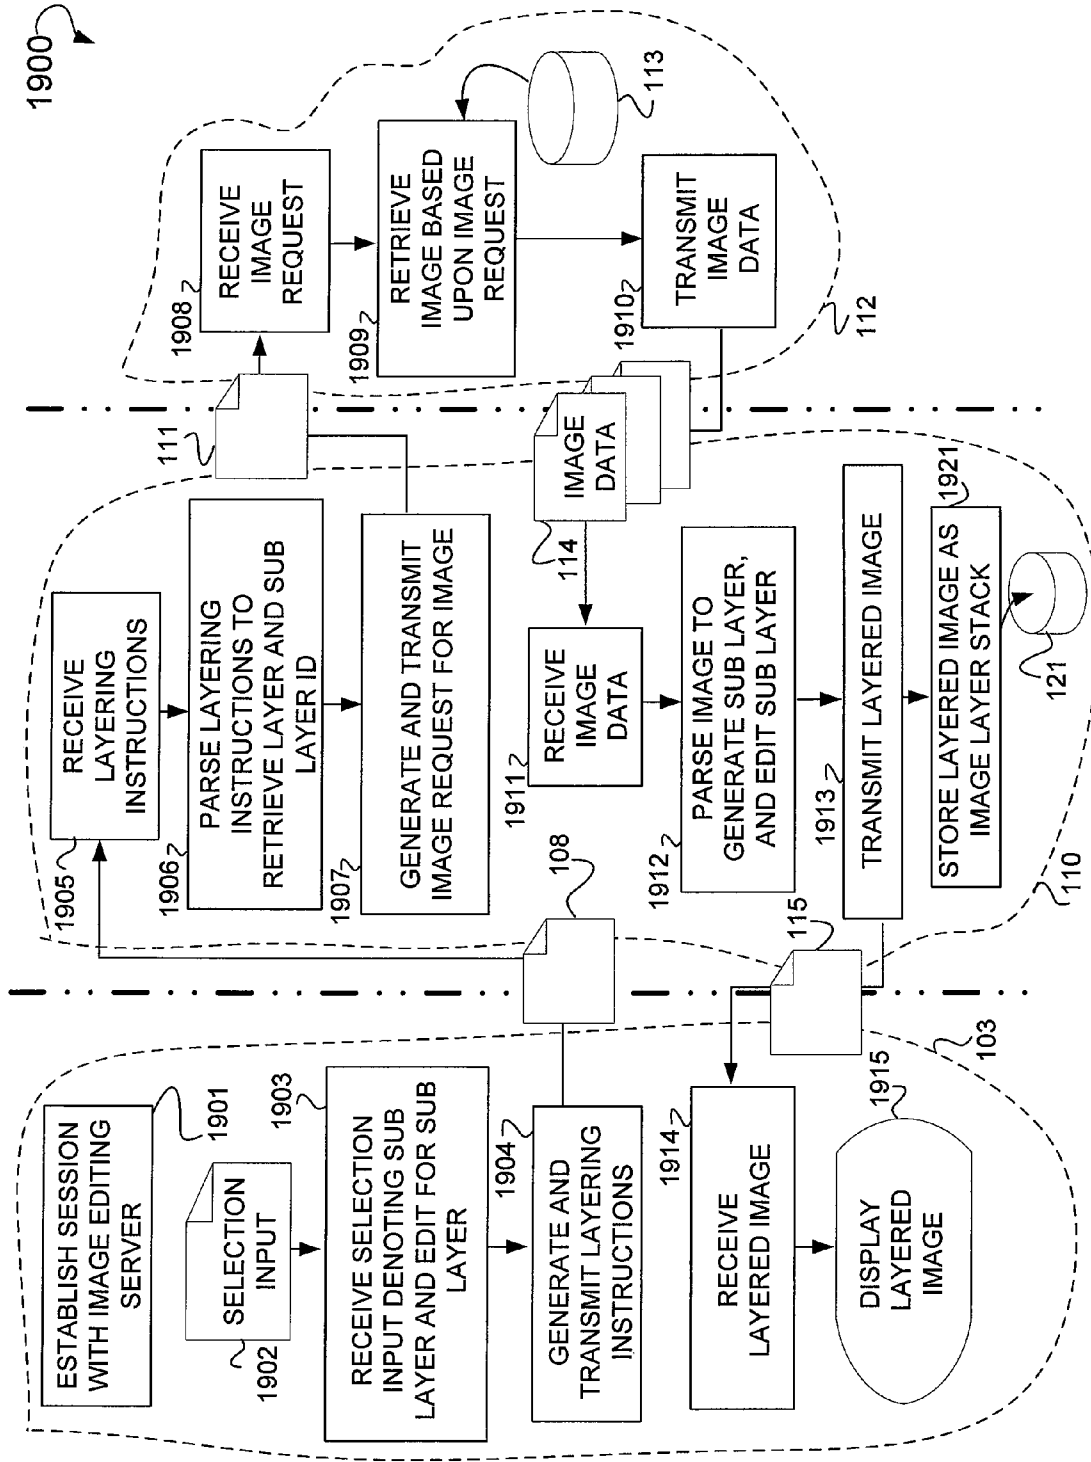 1900
ESTABLISH SESSION
WITH IMAGE EDITING
SERVER
1901
SELECTION
INPUT
1902
1903
RECEIVE SELECTION
INPUT DENOTING SUB
LAYER AND EDIT FOR SUB
LAYER
1904
GENERATE AND
TRANSMIT LAYERING
INSTRUCTIONS
1914
RECEIVE
LAYERED IMAGE
1915
DISPLAY
LAYERED
IMAGE
103
108
115
1905
RECEIVE
LAYERING
INSTRUCTIONS
1906
PARSE LAYERING
INSTRUCTIONS TO
RETRIEVE LAYER AND SUB
LAYER ID
1907
GENERATE AND TRANSMIT
IMAGE REQUEST FOR IMAGE
1911
RECEIVE
IMAGE
DATA
1912
PARSE IMAGE TO
GENERATE SUB LAYER,
AND EDIT SUB LAYER
1913
TRANSMIT LAYERED IMAGE
1921
STORE LAYERED IMAGE AS
IMAGE LAYER STACK
121
110
111
IMAGE
DATA
114
1908
RECEIVE
IMAGE
REQUEST
1909
RETRIEVE
IMAGE BASED
UPON IMAGE
REQUEST
113
1910
TRANSMIT
IMAGE
DATA
112